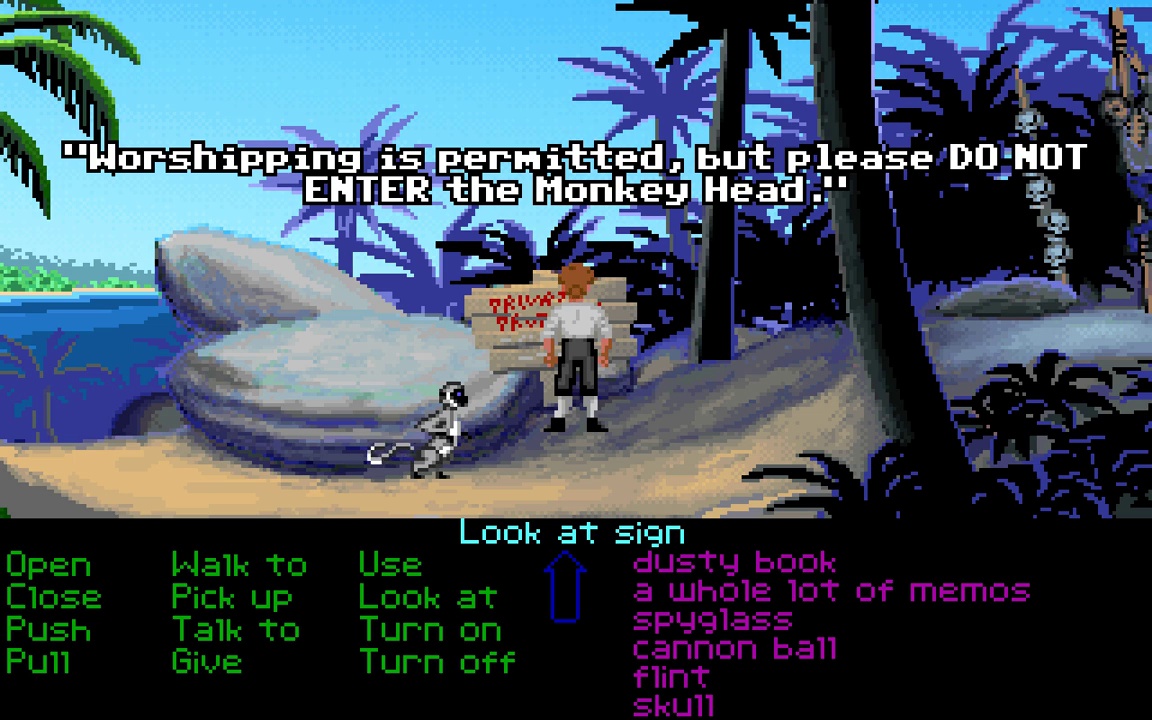 "Worshipping is permitted, but please DO NOT
ENTER the Monkey Head."
PRIVATE
Look at sign
Open
Close
Push
Pull
Walk to
Pick up
Talk to
Give
Use
Look at
Turn on
Turn off
dusty book
a whole lot of memos
spyglass
cannon ball
flint
skull